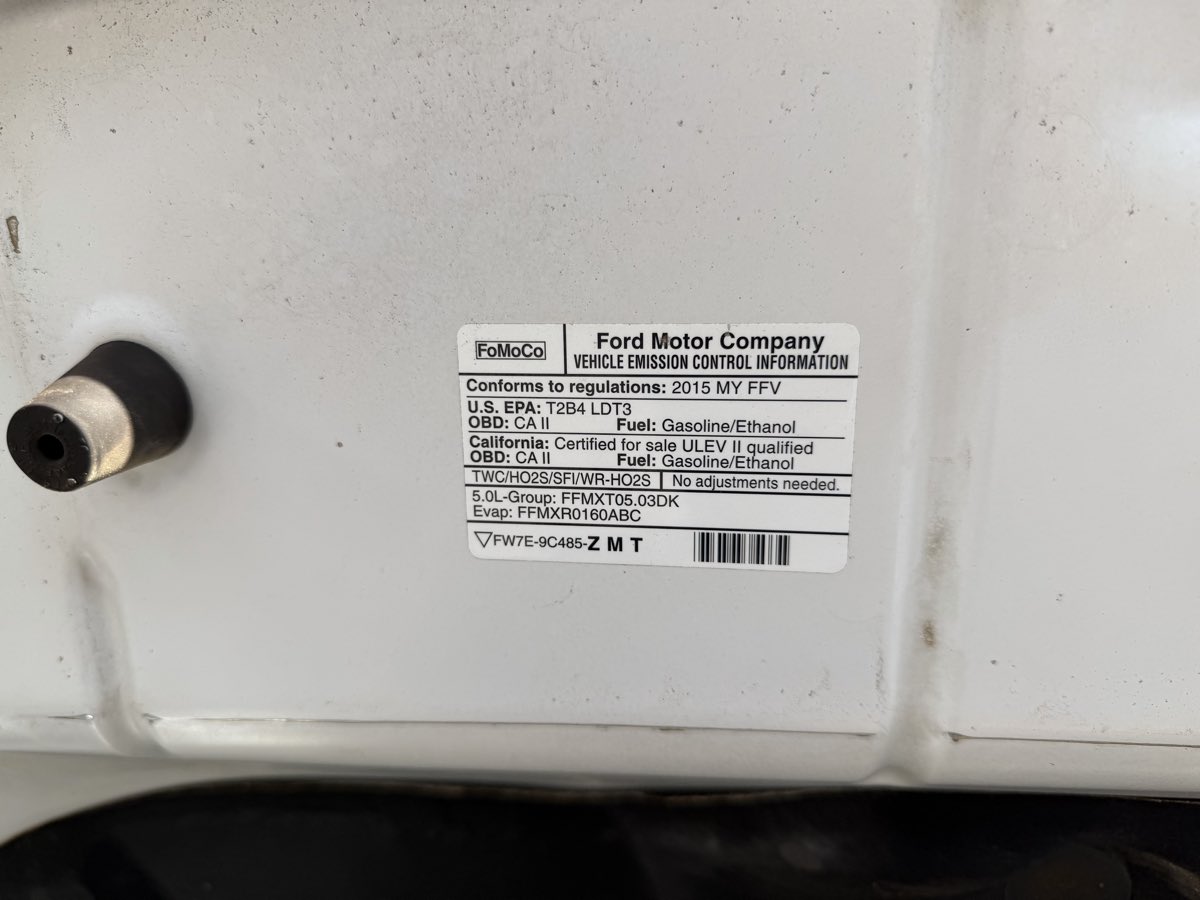 FoMoCo
Ford Motor Company
VEHICLE EMISSION CONTROL INFORMATION
Conforms to regulations: 2015 MY FFV
U.S. EPA: T2B4 LDT3
OBD: CA II Fuel: Gasoline/Ethanol
California: Certified for sale ULEV II qualified
OBD: CA II Fuel: Gasoline/Ethanol
TWC/HO2S/SFI/WR-HO2S No adjustments needed.
5.0L-Group: FFMXT05.03DK
Evap: FFMXR0160ABC
FW7E-9C485-Z M T